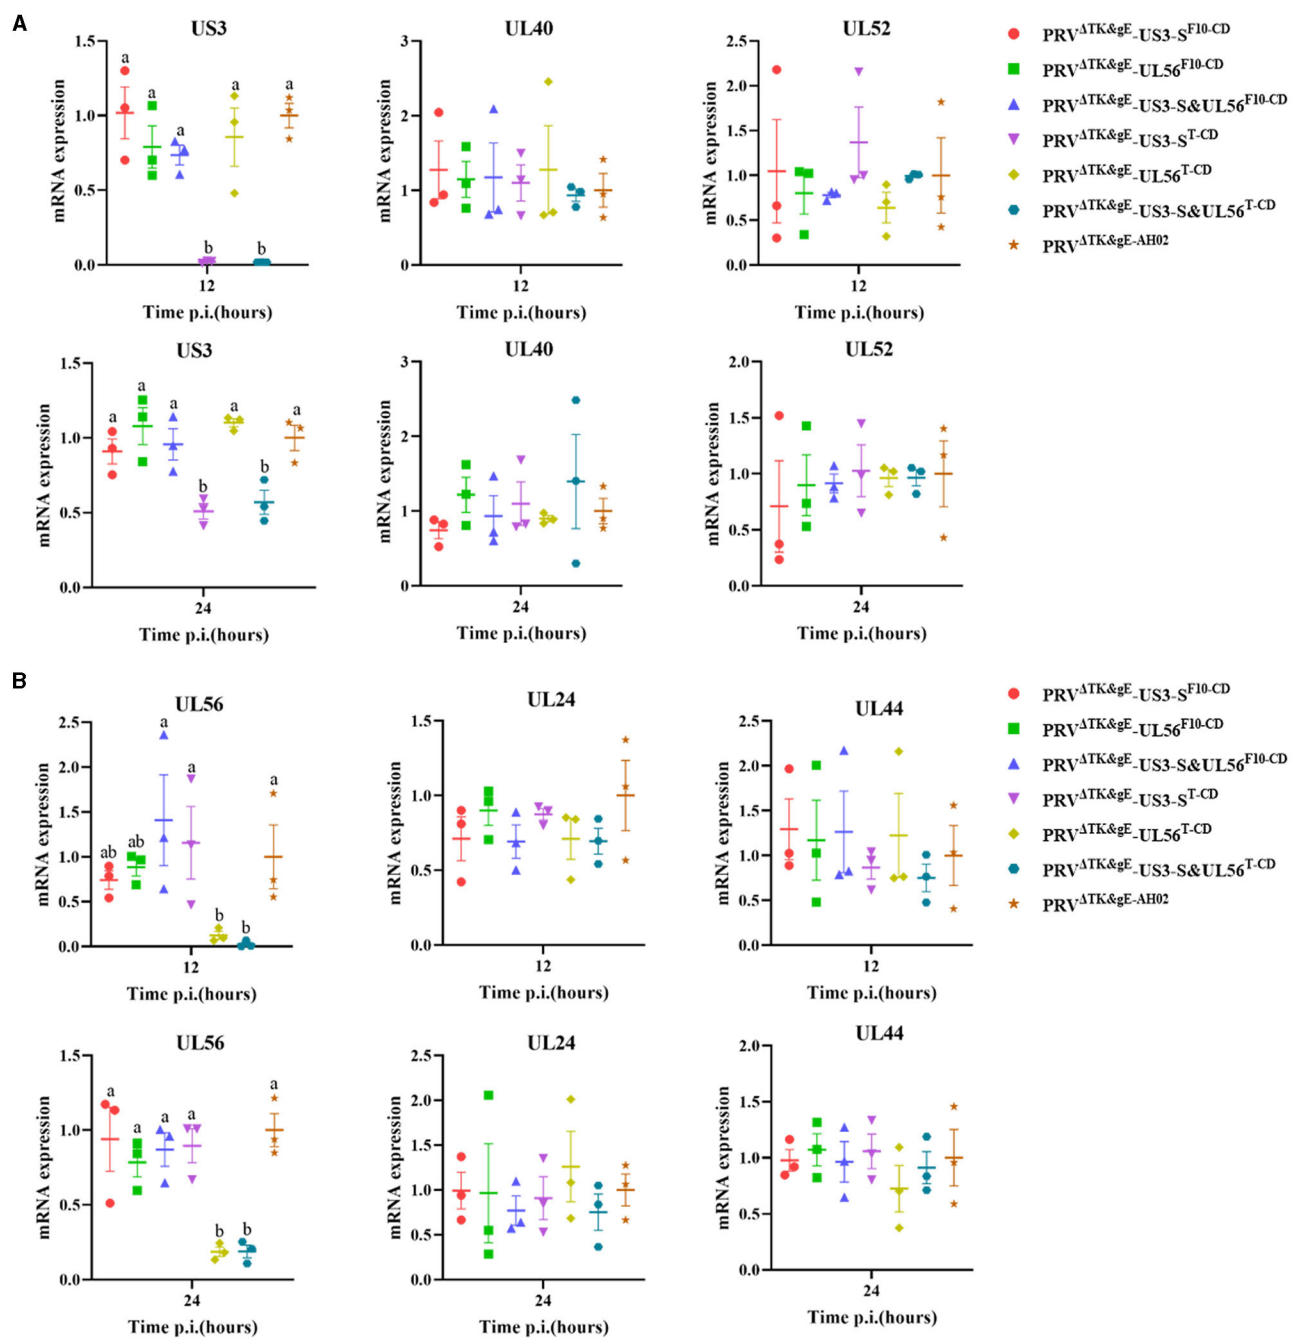 A
US3
UL40
UL52
mRNA expression
1.5
1.0
0.5
0.0
a
a
a
b
a
b
a
12
Time p.i.(hours)
mRNA expression
3
2
1
0
12
Time p.i.(hours)
mRNA expression
2.5
2.0
1.5
1.0
0.5
0.0
12
Time p.i.(hours)
PRVΔTK&gE-US3-SF10-CD
PRVΔTK&gE-UL56F10-CD
PRVΔTK&gE-US3-S&UL56F10-CD
PRVΔTK&gE-US3-ST-CD
PRVΔTK&gE-UL56T-CD
PRVΔTK&gE-US3-S&UL56T-CD
PRVΔTK&gE-AH02
US3
UL40
UL52
mRNA expression
1.5
1.0
0.5
0.0
a
a
a
b
a
b
a
24
Time p.i.(hours)
mRNA expression
3
2
1
0
24
Time p.i.(hours)
mRNA expression
2.0
1.5
1.0
0.5
0.0
24
Time p.i.(hours)
B
UL56
UL24
UL44
mRNA expression
2.5
2.0
1.5
1.0
0.5
0.0
ab
ab
a
a
b
b
a
12
Time p.i.(hours)
mRNA expression
1.5
1.0
0.5
0.0
12
Time p.i.(hours)
mRNA expression
2.5
2.0
1.5
1.0
0.5
0.0
12
Time p.i.(hours)
PRVΔTK&gE-US3-SF10-CD
PRVΔTK&gE-UL56F10-CD
PRVΔTK&gE-US3-S&UL56F10-CD
PRVΔTK&gE-US3-ST-CD
PRVΔTK&gE-UL56T-CD
PRVΔTK&gE-US3-S&UL56T-CD
PRVΔTK&gE-AH02
UL56
UL24
UL44
mRNA expression
1.5
1.0
0.5
0.0
a
a
a
a
b
b
a
24
Time p.i.(hours)
mRNA expression
2.5
2.0
1.5
1.0
0.5
0.0
24
Time p.i.(hours)
mRNA expression
2.0
1.5
1.0
0.5
0.0
24
Time p.i.(hours)